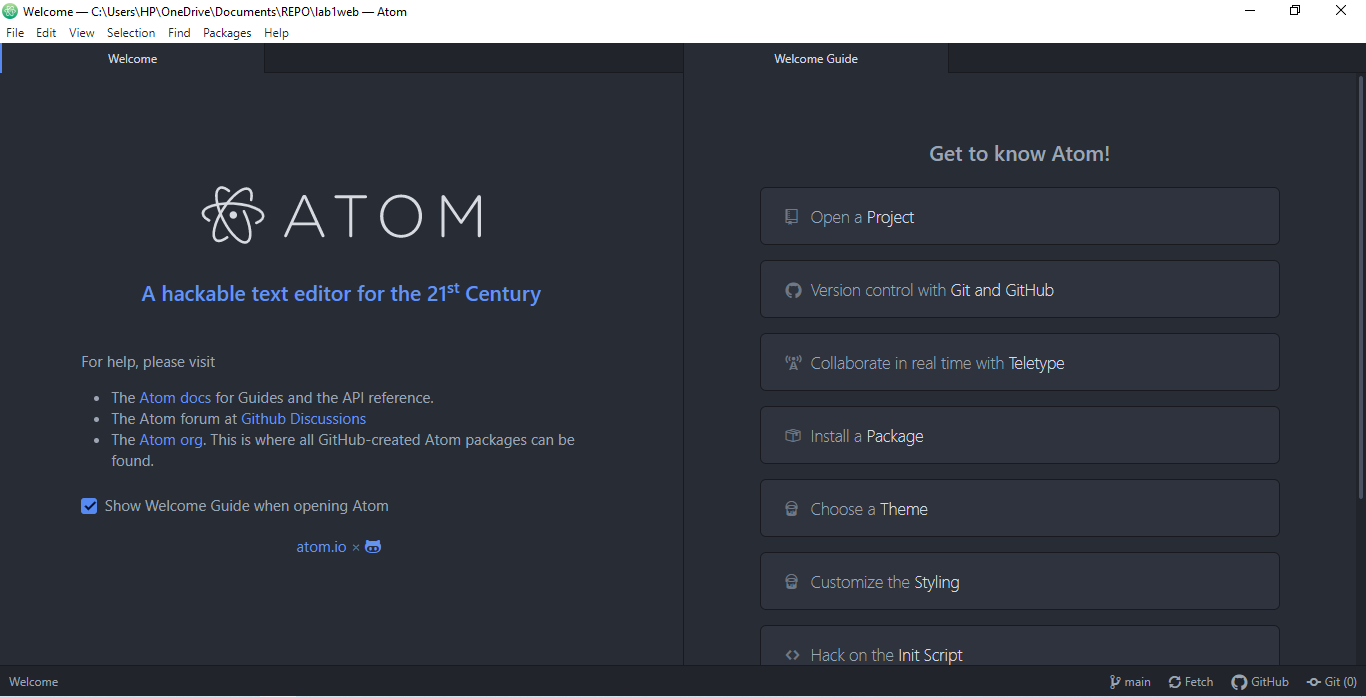 Welcome — C:\Users\HP\OneDrive\Documents\REPO\lab1web — Atom
File Edit View Selection Find Packages Help
Welcome
Welcome Guide
ATOM
A hackable text editor for the 21st Century
For help, please visit
• The Atom docs for Guides and the API reference.
• The Atom forum at Github Discussions
• The Atom org. This is where all GitHub-created Atom packages can be
found.
Show Welcome Guide when opening Atom
atom.io ×
Get to know Atom!
Open a Project
Version control with Git and GitHub
Collaborate in real time with Teletype
Install a Package
Choose a Theme
Customize the Styling
Hack on the Init Script
Welcome
main Fetch GitHub Git (0)